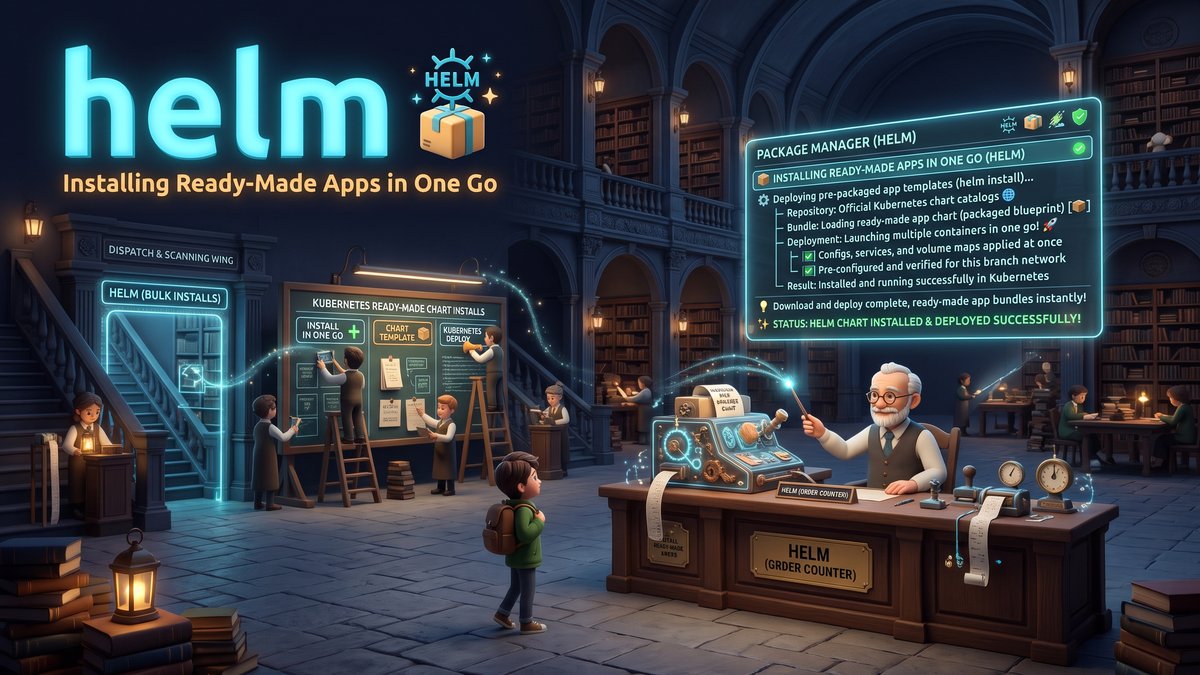 helm
HELM
Installing Ready-Made Apps in One Go
DISPATCH & SCANNING WING
HELM (BULK INSTALLS)
KUBERNETES READY-MADE CHART INSTALLS
INSTALL IN ONE GO
CHART TEMPLATE
KUBERNETES DEPLOY
HELM
PACKAGE MANAGER (HELM)
INSTALLING READY-MADE APPS IN ONE GO (HELM)
Deploying pre-packaged app templates (helm install)...
Repository: Official Kubernetes chart catalogs
Bundle: Loading ready-made app chart (packaged blueprint) [📦]
Deployment: Launching multiple containers in one go! 🚀
✅ Configs, services, and volume maps applied at once
✅ Pre-configured and verified for this branch network
Result: Installed and running successfully in Kubernetes
💡 Download and deploy complete, ready-made app bundles instantly!
✨ STATUS: HELM CHART INSTALLED & DEPLOYED SUCCESSFULLY!
HELM (ORDER COUNTER)
READY-MADE
HELM
(GRDER COUNTER)